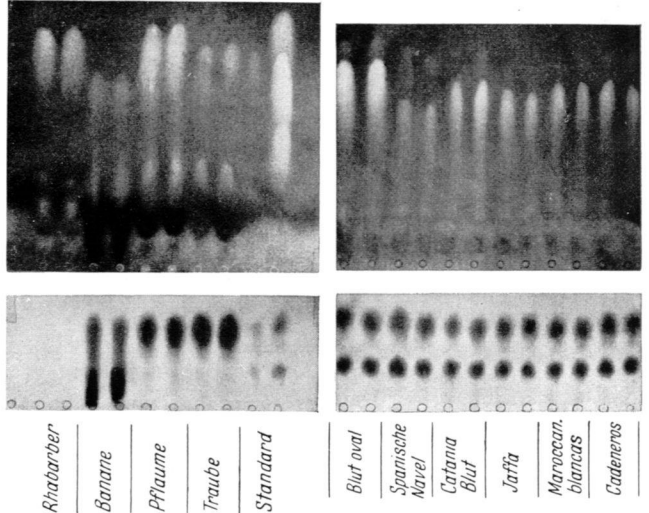 Rhabarber
Banane
Pflaume
Traube
Standard
Blut oval
Spanische
Navel
Catania
Blut
Jaffa
Maroccan.
blancas
Cadeneros